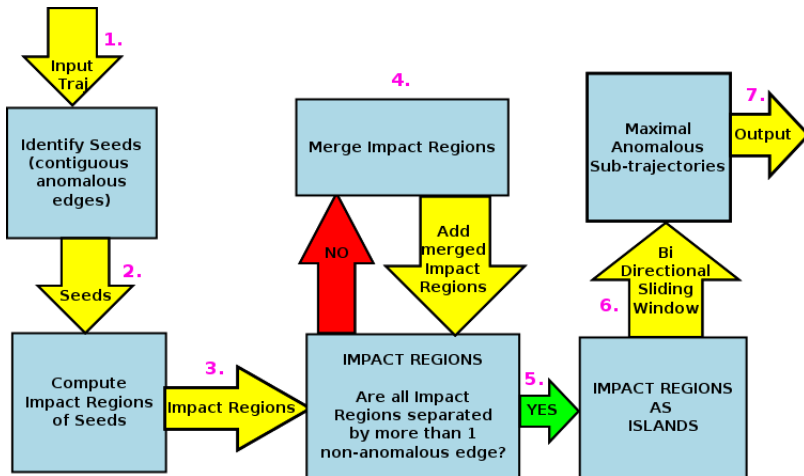 1.
Input
Traj
Identify Seeds
(contiguous
anomalous
edges)
2.
Seeds
Compute
Impact Regions
of Seeds
3.
Impact Regions
IMPACT REGIONS
Are all Impact
Regions separated
by more than 1
non-anomalous edge?
NO
4.
Merge Impact Regions
Add
merged
Impact
Regions
5.
YES
IMPACT REGIONS
AS
ISLANDS
6.
Bi
Directional
Sliding
Window
Maximal
Anomalous
Sub-trajectories
7.
Output